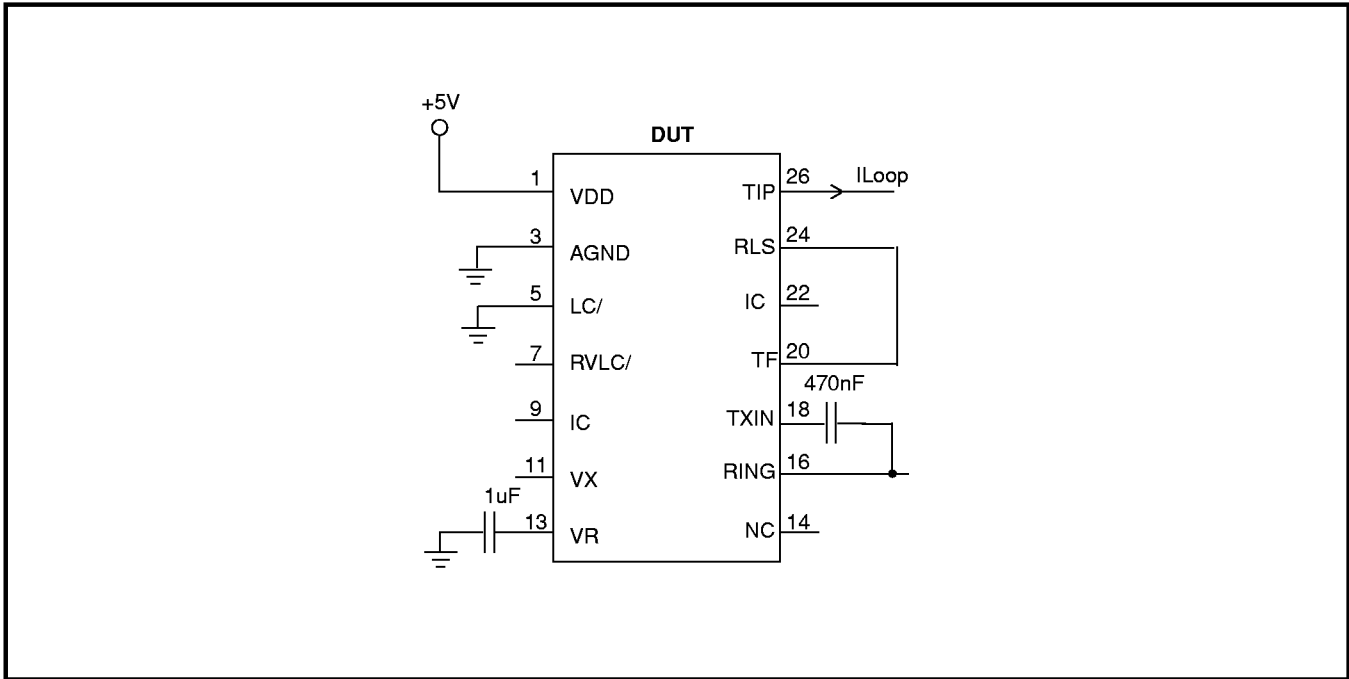 +5V
DUT
1
VDD
TIP
26
ILoop
3
AGND
RLS
24
5
LC/
IC
22
7
RVLC/
TF
20
470nF
9
IC
TXIN
18
11
VX
RING
16
1uF
13
VR
NC
14